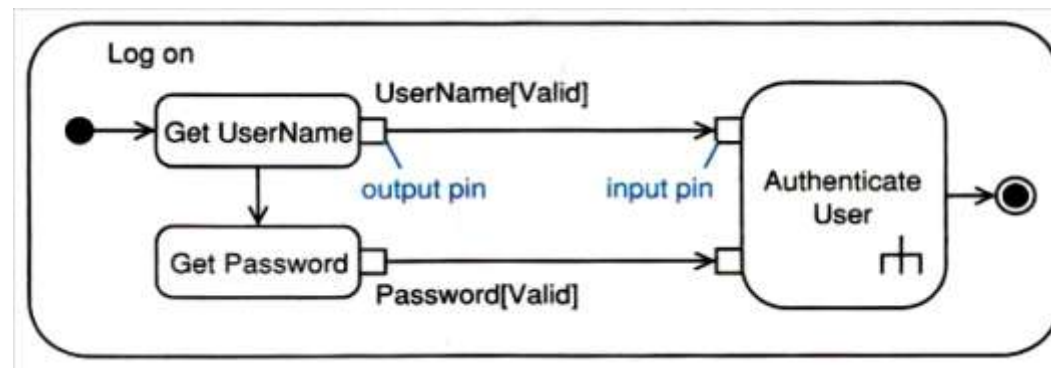 Log on
UserName[Valid]
Get UserName
output pin
input pin
Authenticate
User
Get Password
Password[Valid]